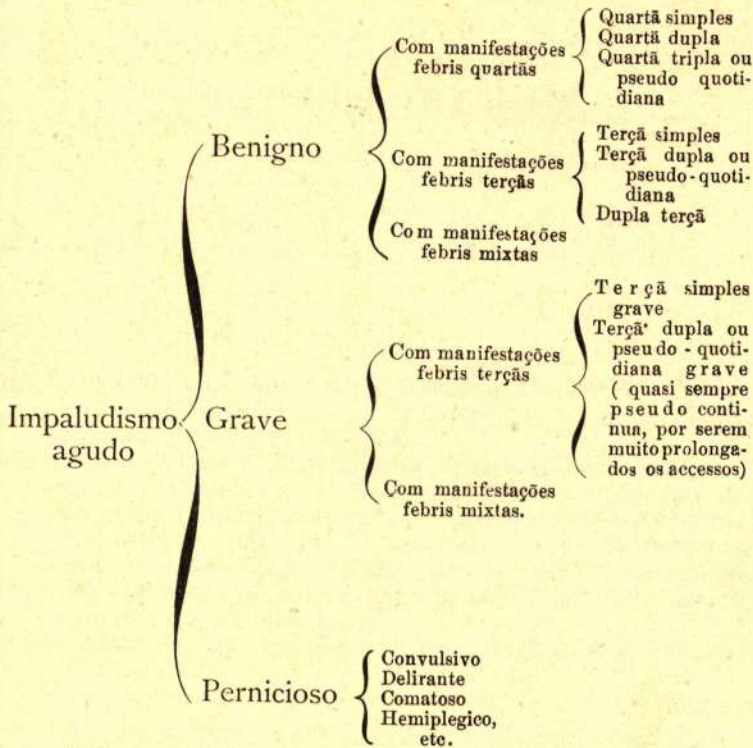 Impaludismo
agudo
Benigno
Com manifestações
febris quartãs
Quartã simples
Quartã dupla
Quartã tripla ou
pseudo quoti-
diana
Com manifestações
febris terçãs
Terçã simples
Terçã dupla ou
pseudo-quoti-
diana
Dupla terçã
Com manifestações
febris mixtas
Grave
Com manifestações
febris terçãs
Terçã simples
grave
Terçã dupla ou
pseudo-quoti-
diana grave
(quasi sempre
pseudo conti-
nua, por serem
muito prolonga-
dos os accessos)
Com manifestações
febris mixtas.
Pernicioso
Convulsivo
Delirante
Comatoso
Hemiplegico,
etc.